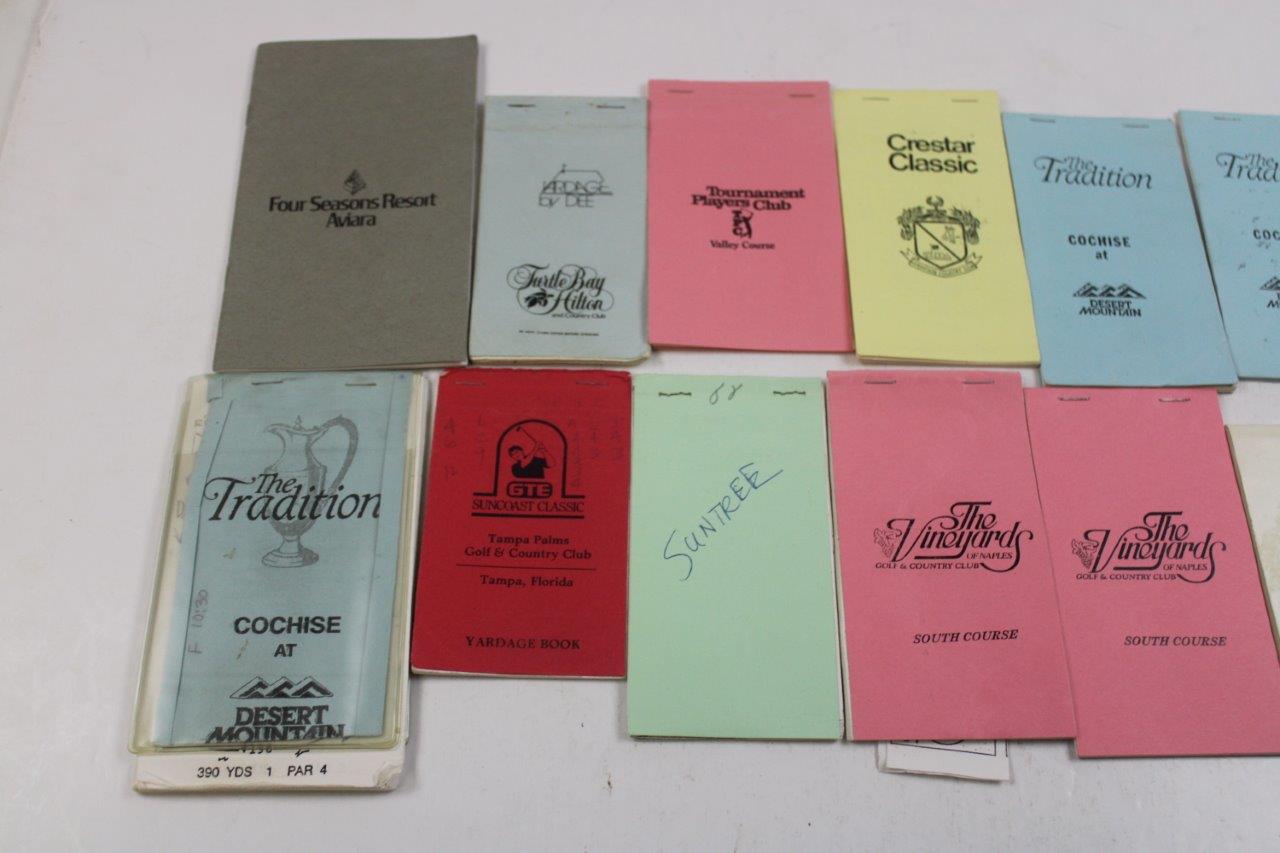 Four Seasons Resort
Aviara
YARDAGE
by DEE
Turtle Bay
Hilton
and Country Club
Tournament
Players Club
Valley Course
Crestar
Classic
The
Tradition
COCHISE
at
DESERT
MOUNTAIN
The
The
Tradition
COCHISE
AT
DESERT
MOUNTAIN
F 10:30
390 YDS 1 PAR 4
GTE
SUNCOAST CLASSIC
Tampa Palms
Golf & Country Club
Tampa, Florida
YARDAGE BOOK
SUNTREE
The
Vineyards
OF NAPLES
GOLF & COUNTRY CLUB
SOUTH COURSE
The
Vineyards
OF NAPLES
GOLF & COUNTRY CLUB
SOUTH COURSE